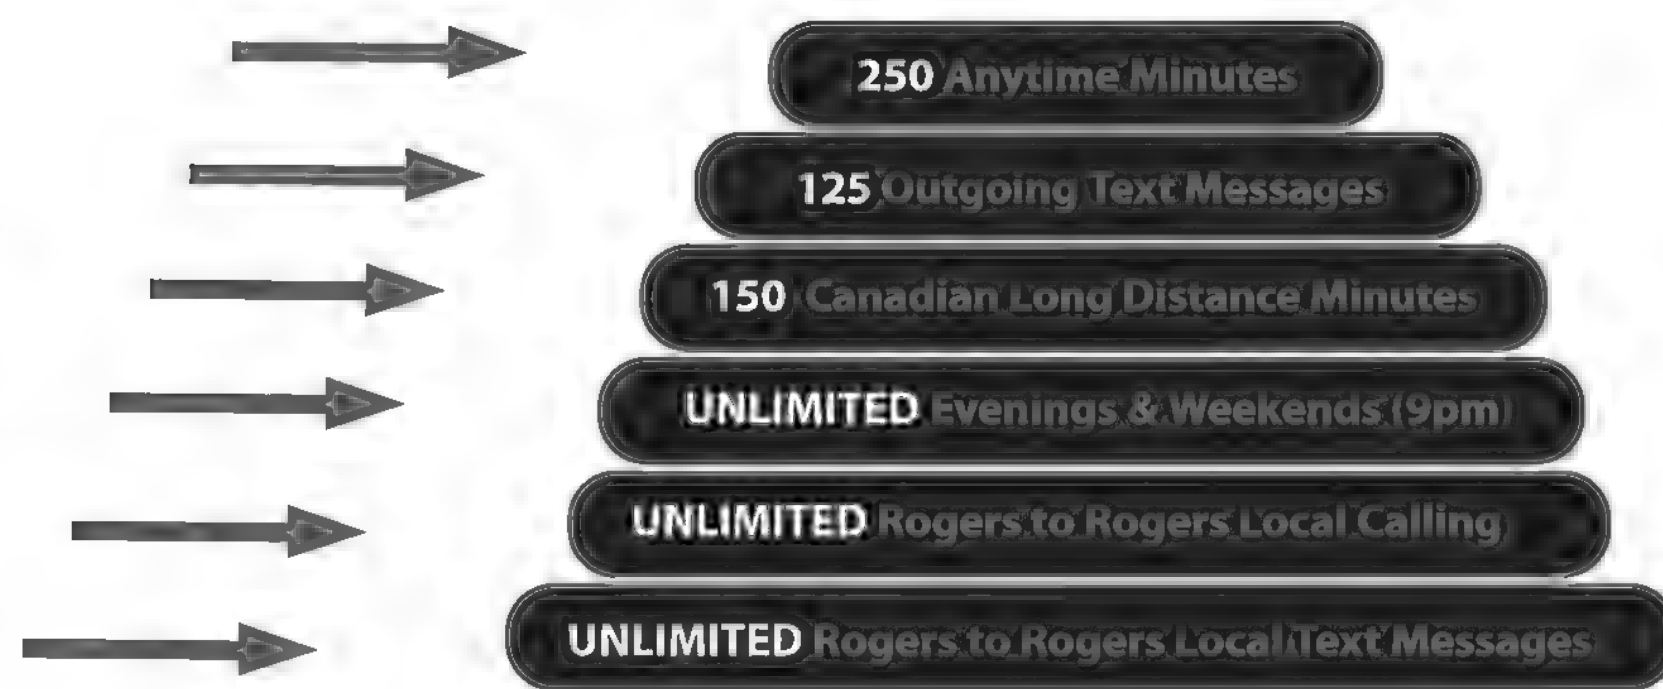 250 Anytime Minutes
125 Outgoing Text Messages
150 Canadian Long Distance Minutes
UNLIMITED Evenings & Weekends (9pm)
UNLIMITED Rogers to Rogers Local Calling
UNLIMITED Rogers to Rogers Local Text Messages